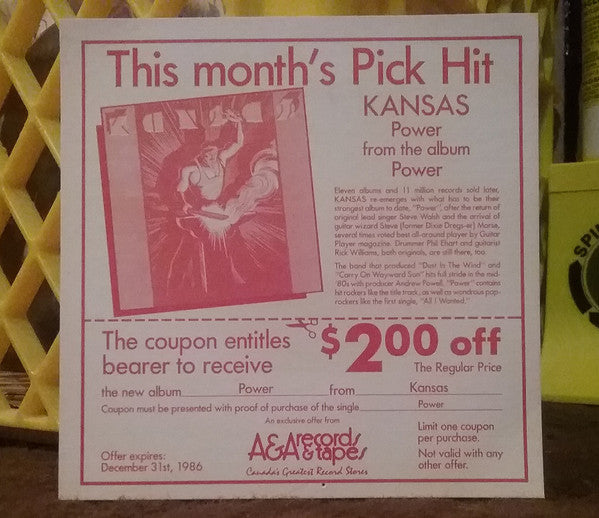 This month's Pick Hit
KANSAS
KANSAS
Power
from the album
Power
Eleven albums and 11 million records sold later,
KANSAS re-emerges with what has to be their
strongest album to date, "Power", after the return of
original lead singer Steve Walsh and the arrival of
guitar wizard Steve (former Dixie Dregs-er) Morse,
several times voted best all-around player by Guitar
Player magazine. Drummer Phil Ehart and guitarist
Rick Williams, both originals, are still there, too.
The band that produced "Dust In The Wind" and
"Carry On Wayward Son" hits full stride in the mid-
'80s with producer Andrew Powell. "Power" contains
hit rockers like the title track, as well as wondrous pop-
rockers like the first single, "All I Wanted."
The coupon entitles
bearer to receive
$2.00 off
The Regular Price
the new album Power from Kansas
Coupon must be presented with proof of purchase of the single Power
An exclusive offer from
A&A records
& tapes
Canada's Greatest Record Stores
Offer expires:
December 31st, 1986
Limit one coupon
per purchase.
Not valid with any
other offer.